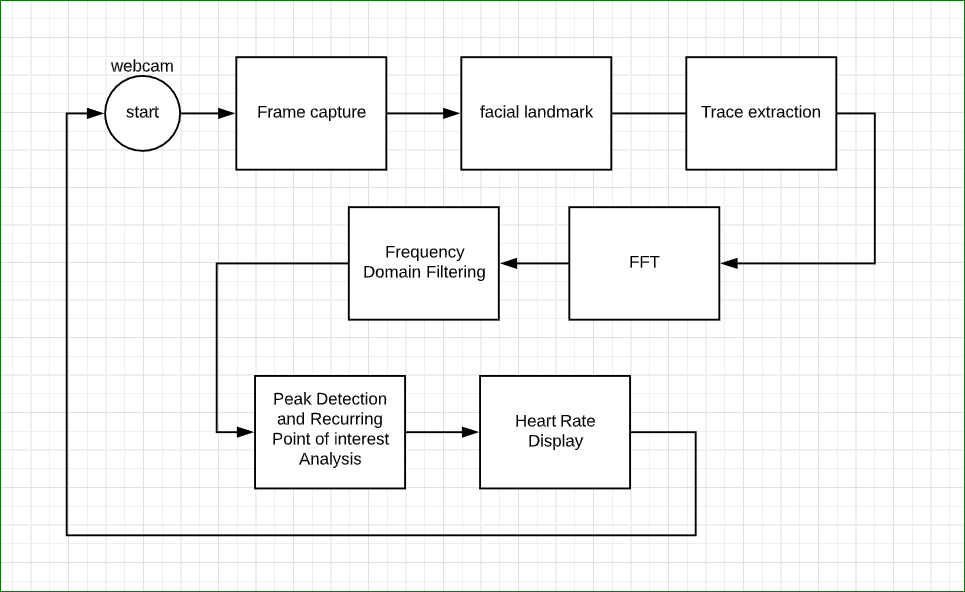 webcam
start
Frame capture
facial landmark
Trace extraction
Frequency
Domain Filtering
FFT
Peak Detection
and Recurring
Point of interest
Analysis
Heart Rate
Display